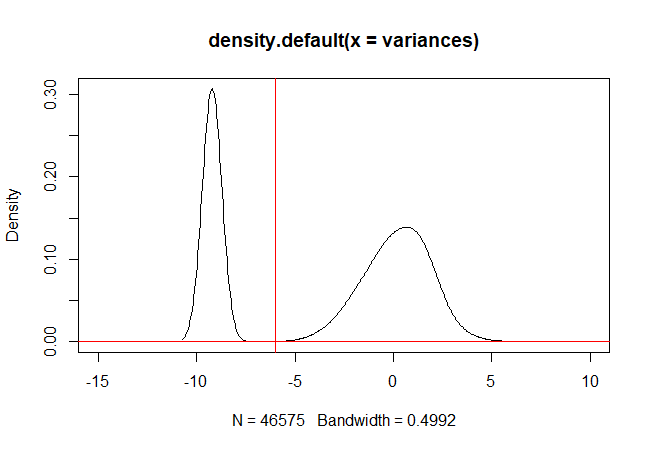 density.default(x = variances)
Density
0.00 0.10 0.20 0.30
-15 -10 -5 0 5 10
N = 46575 Bandwidth = 0.4992